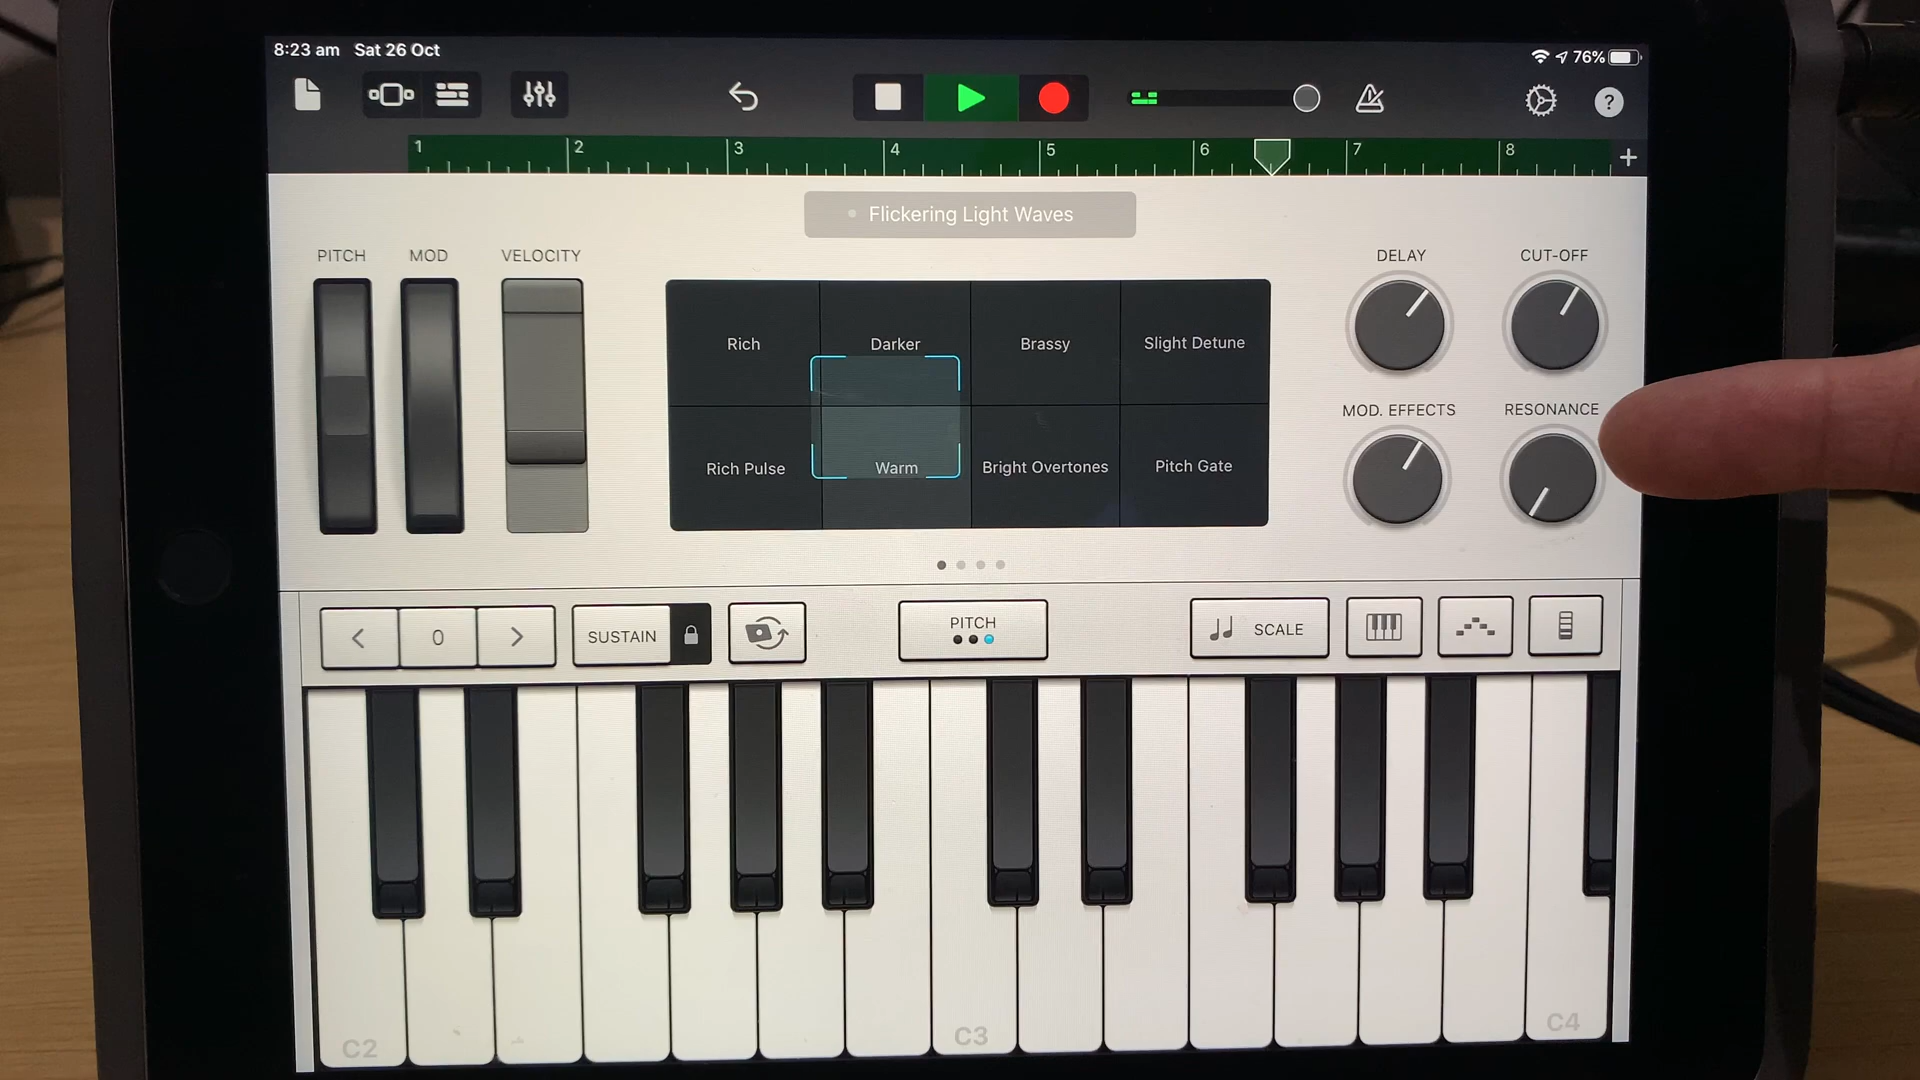 8:23 am Sat 26 Oct
76%
1 2 3 4 5 6 7 8
Flickering Light Waves
PITCH MOD VELOCITY
DELAY CUT-OFF
Rich Darker Brassy Slight Detune
MOD. EFFECTS RESONANCE
Rich Pulse Warm Bright Overtones Pitch Gate
0 SUSTAIN PITCH SCALE
C2 C3 C4